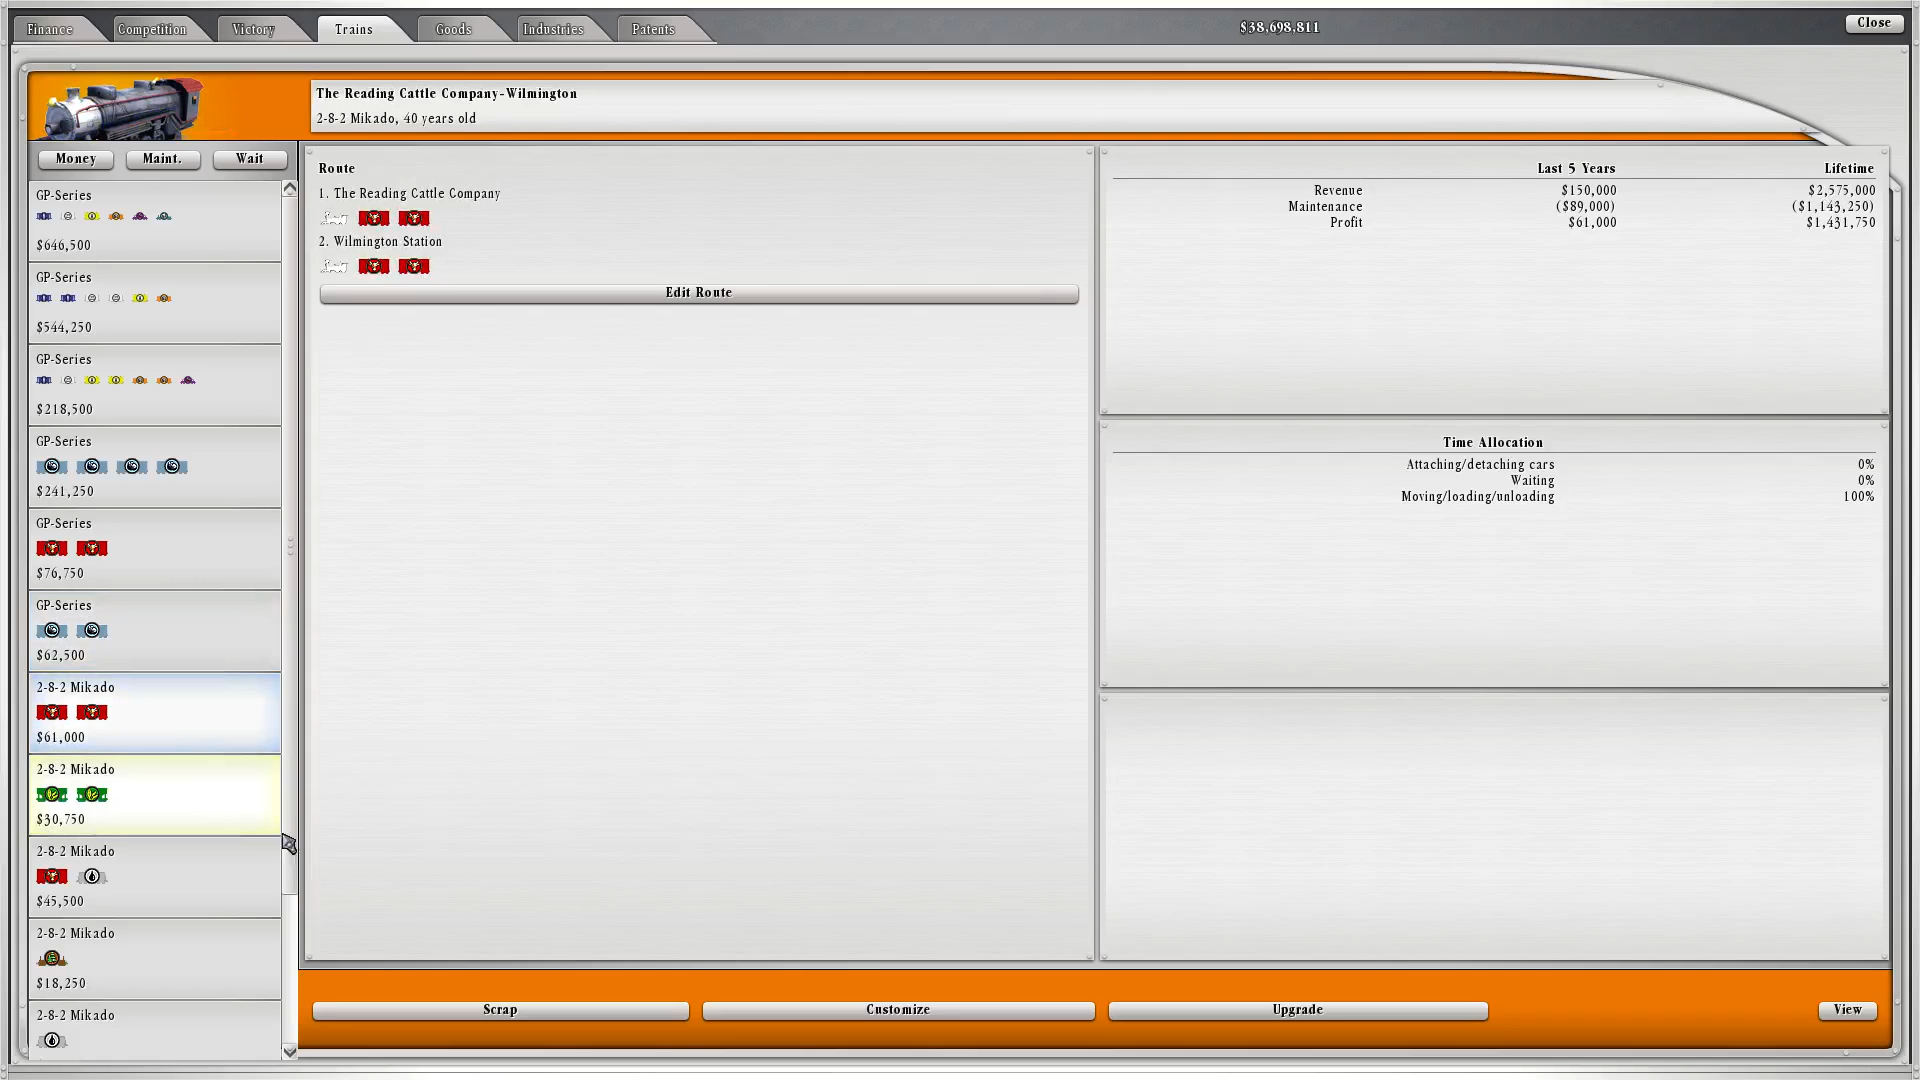 Finance
Competition
Victory
Trains
Goods
Industries
Patents
$38,698,811
Close
The Reading Cattle Company-Wilmington
2-8-2 Mikado, 40 years old
Money
Maint.
Wait
GP-Series
$646,500
GP-Series
$544,250
GP-Series
$218,500
GP-Series
$241,250
GP-Series
$76,750
GP-Series
$62,500
2-8-2 Mikado
$61,000
2-8-2 Mikado
$30,750
2-8-2 Mikado
$45,500
2-8-2 Mikado
$18,250
2-8-2 Mikado
Route
1. The Reading Cattle Company
2. Wilmington Station
Edit Route
Last 5 Years Lifetime
Revenue $150,000 $2,575,000
Maintenance ($89,000) ($1,143,250)
Profit $61,000 $1,431,750
Time Allocation
Attaching/detaching cars 0%
Waiting 0%
Moving/loading/unloading 100%
Scrap
Customize
Upgrade
View